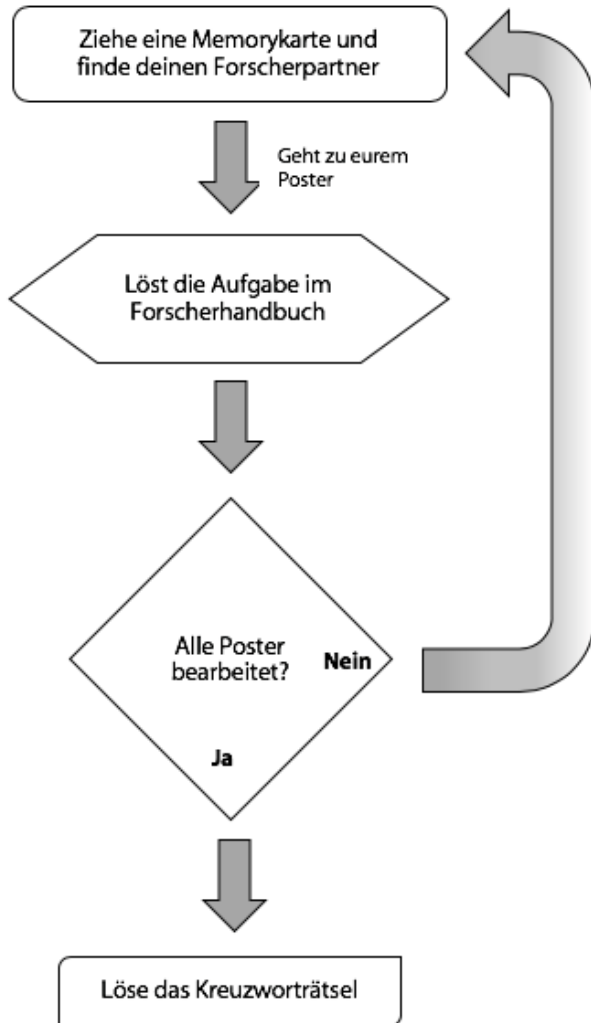 Ziehe eine Memorykarte und
finde deinen Forscherpartner
Geht zu eurem
Poster
Löst die Aufgabe im
Forscherhandbuch
Alle Poster
bearbeitet?
Nein
Ja
Löse das Kreuzworträtsel